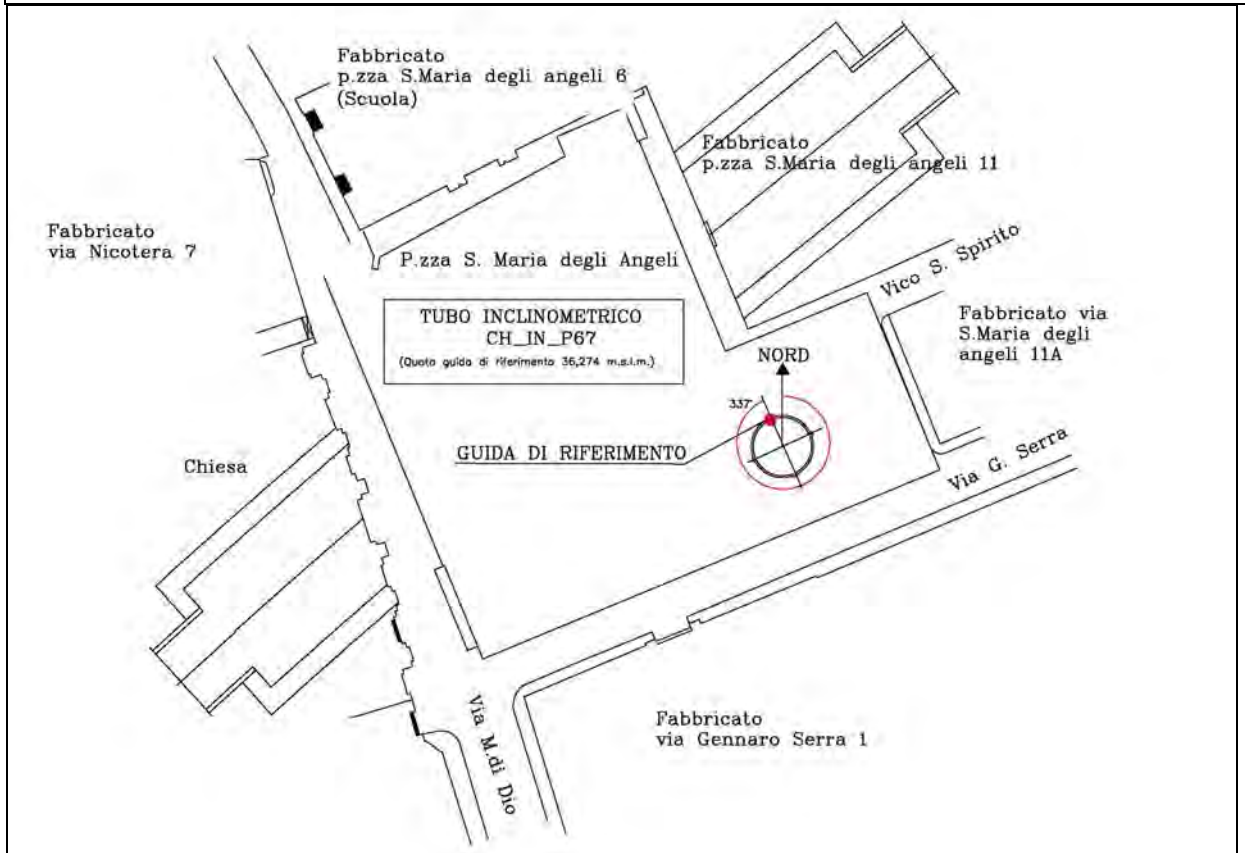 Fabbricato
p.zza S.Maria degli angeli 6
(Scuola)
Fabbricato
p.zza S.Maria degli angeli 11
Fabbricato
via Nicotera 7
P.zza S. Maria degli Angeli
Vico S. Spirito
TUBO INCLINOMETRICO
CH_IN_P67
(Quota guida di riferimento 36,274 m.s.l.m.)
Fabbricato via
S.Maria degli
angeli 11A
NORD
337°
GUIDA DI RIFERIMENTO
Chiesa
Via G. Serra
Via M.di Dio
Fabbricato
via Gennaro Serra 1